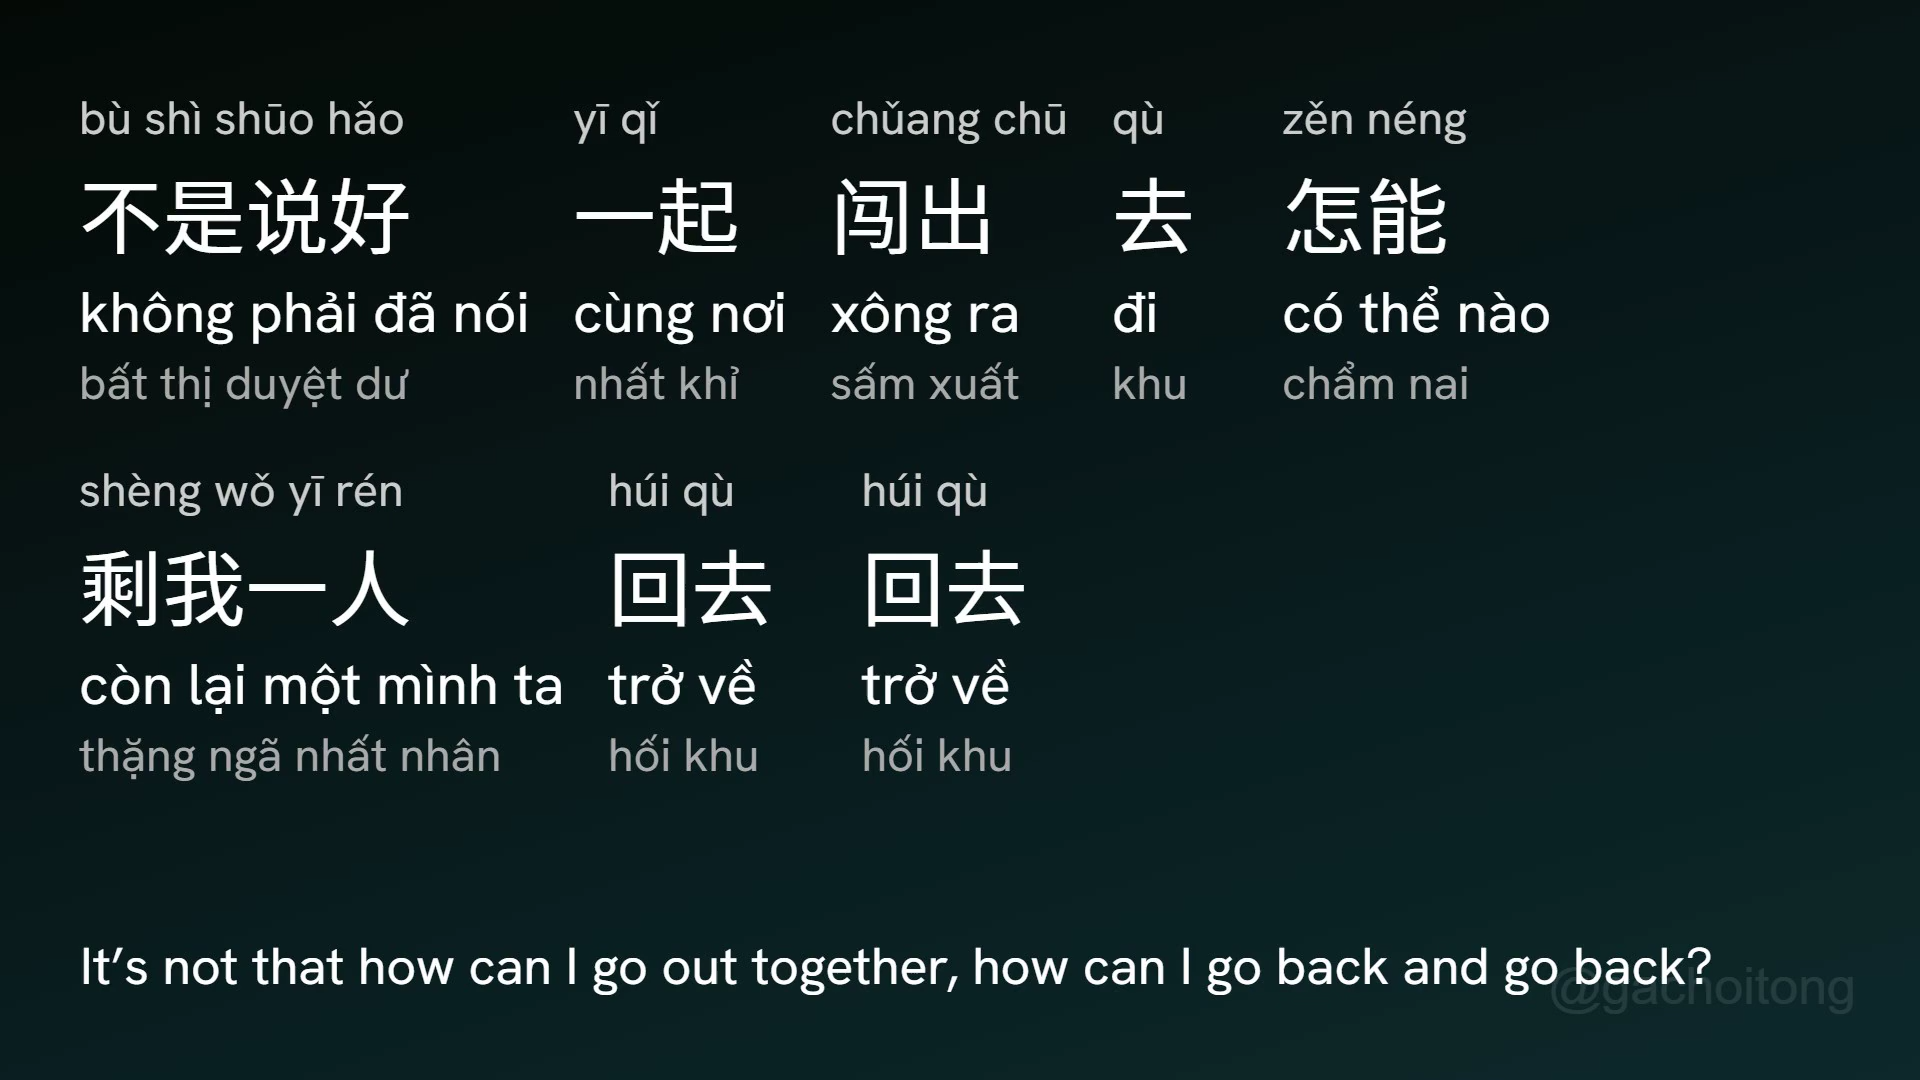 bù shì shūo hǎo yī qǐ chǔang chū qù zěn néng
不是说好 一起 闯出 去 怎能
không phải đã nói cùng nơi xông ra đi có thể nào
bất thị duyệt dư nhất khỉ sấm xuất khu chẩm nai
shèng wǒ yī rén húi qù húi qù
剩我一人 回去 回去
còn lại một mình ta trở về trở về
thặng ngã nhất nhân hối khu hối khu
It’s not that how can I go out together, how can I go back and go back?
@gachoitong